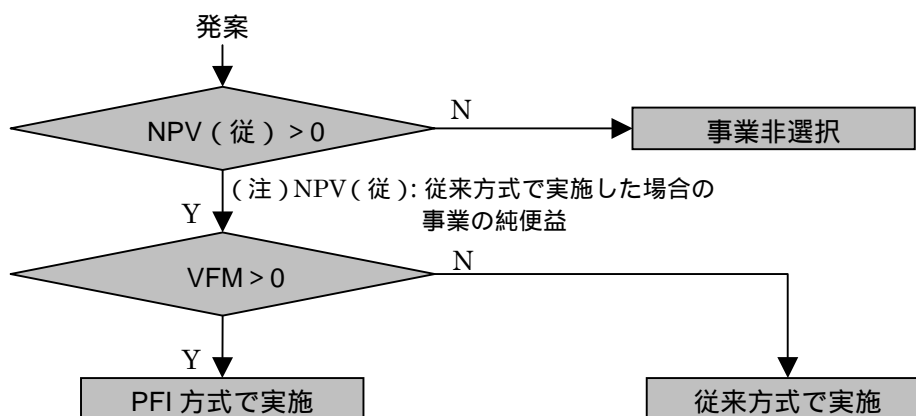 発案
NPV（従）>0
N
事業非選択
（注）NPV（従）: 従来方式で実施した場合の
事業の純便益
Y
VFM>0
N
Y
PFI 方式で実施
従来方式で実施